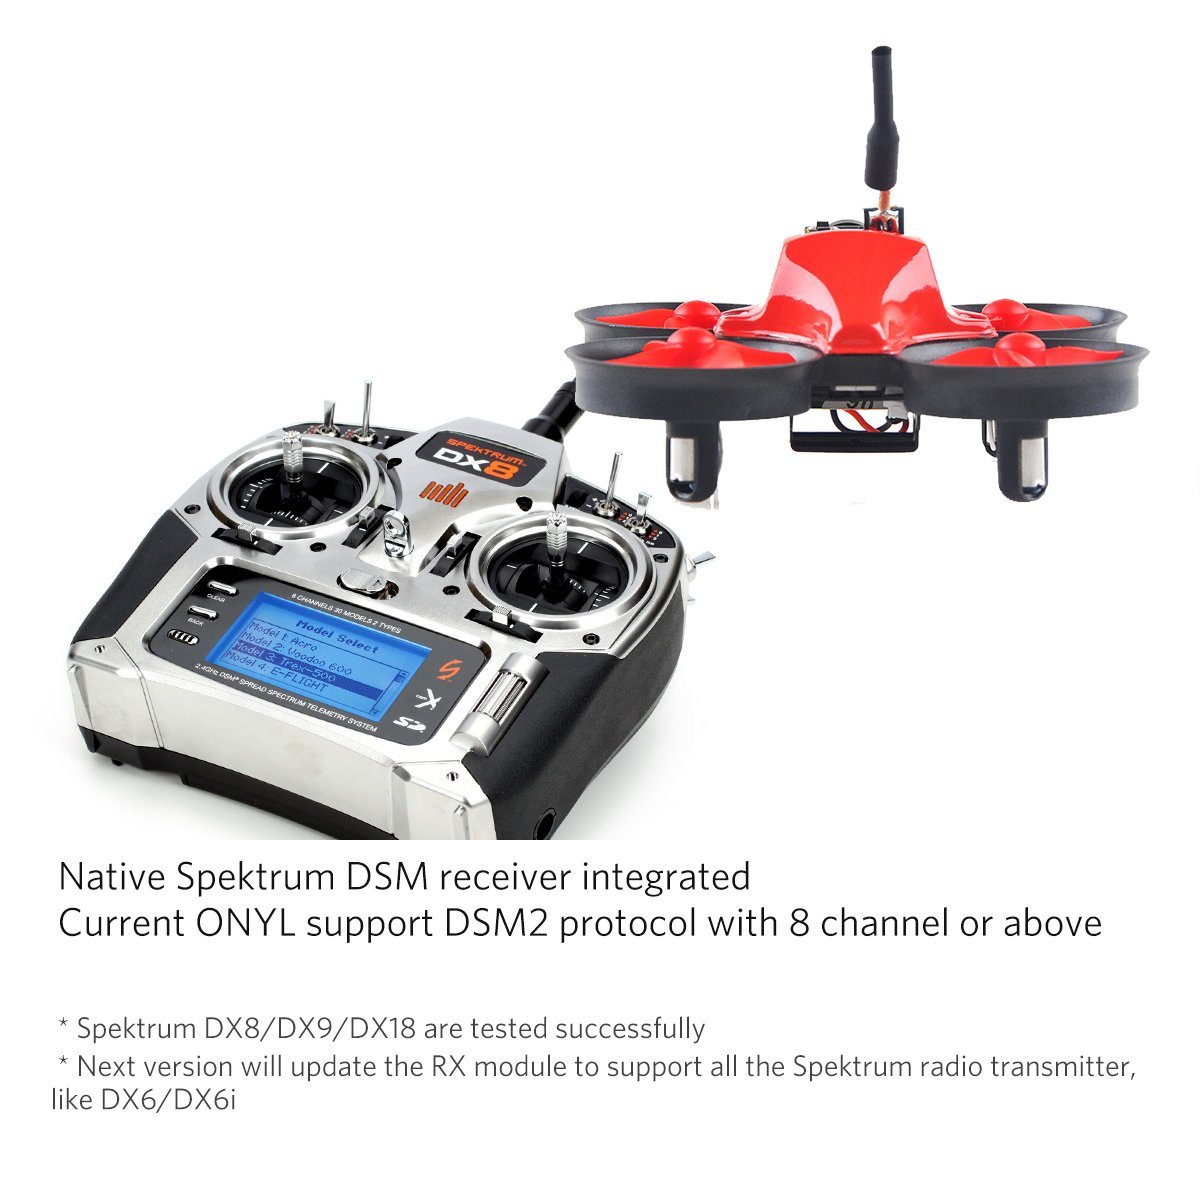 SPEKTRUM
DX8
CLEAR
BACK
8 CHANNELS 30 MODELS 2 TYPES
Model Select
Model 1: Acro
Model 2: Voodoo 600
Model 3: Trex-500
Model 4: E-FLIGHT
2.4GHz DSM² SPREAD SPECTRUM TELEMETRY SYSTEM
X
SD
Native Spektrum DSM receiver integrated
Current ONYL support DSM2 protocol with 8 channel or above
* Spektrum DX8/DX9/DX18 are tested successfully
* Next version will update the RX module to support all the Spektrum radio transmitter,
like DX6/DX6i